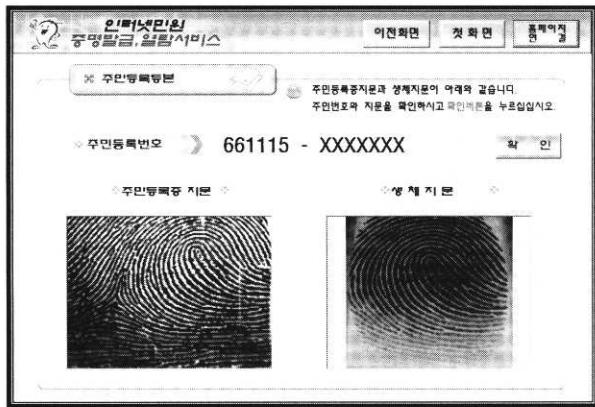 인터넷민원
증명발급,열람서비스
이전화면
첫화면
홈페이지
연 결
주민등록등본
주민등록증지문과 생체지문이 아래와 같습니다.
주민번호와 지문을 확인하시고 확인버튼을 누르십십시오.
주민등록번호
661115 - XXXXXXX
확 인
주민등록증 지문
생 체 지 문